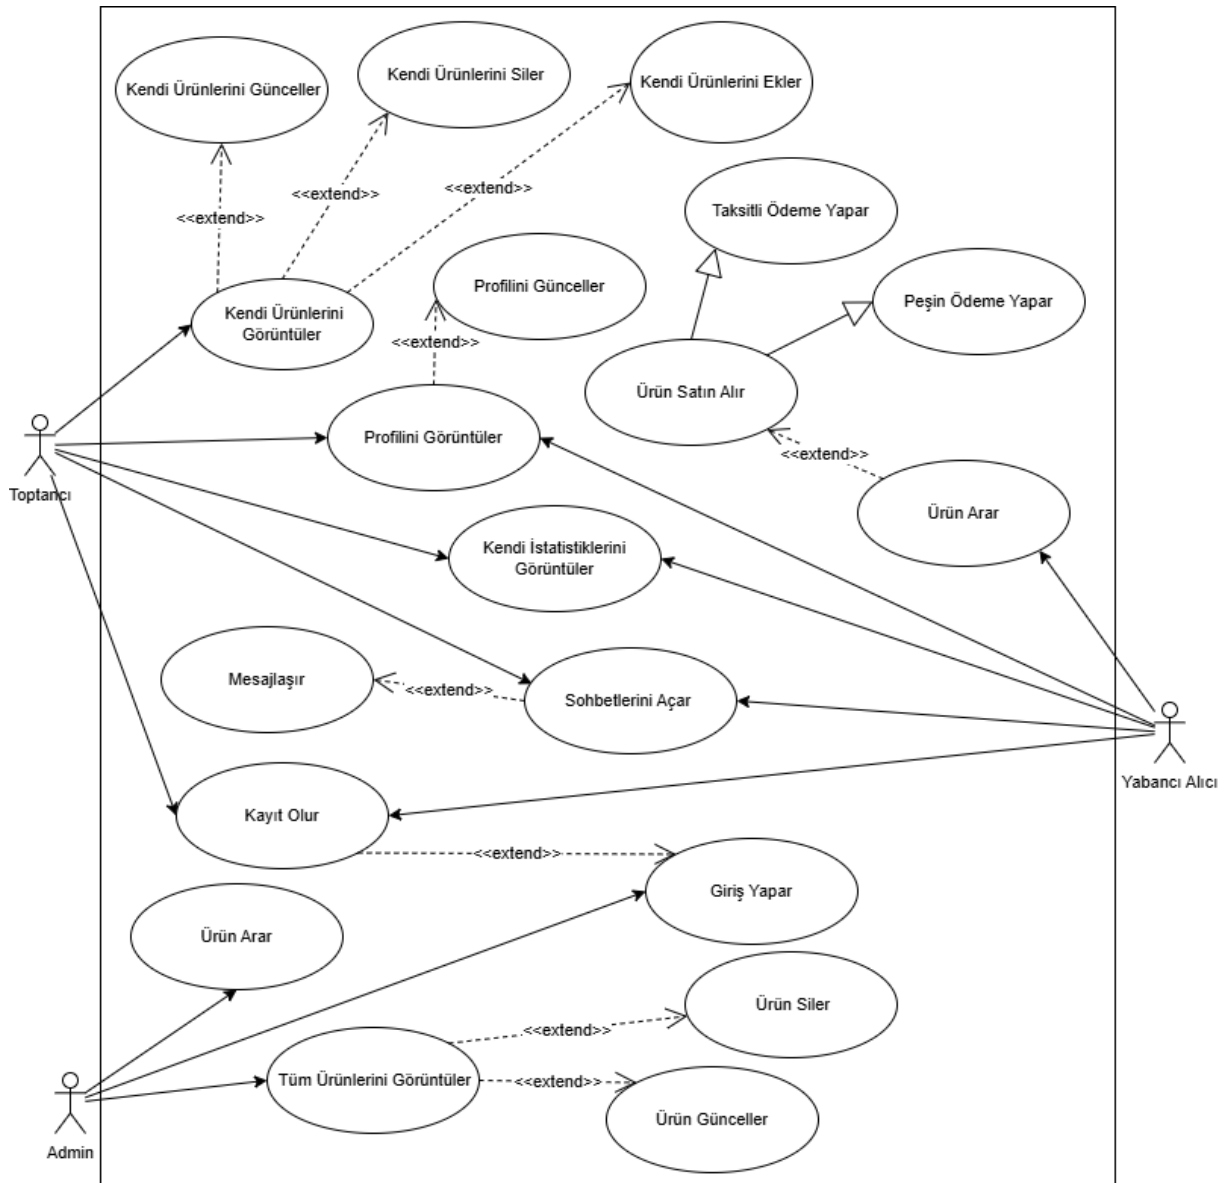 Kendi Ürünlerini Günceller
Kendi Ürünlerini Siler
Kendi Ürünlerini Ekler
<<extend>>
<<extend>>
<<extend>>
Taksitli Ödeme Yapar
Profilini Günceller
Peşin Ödeme Yapar
Kendi Ürünlerini
Görüntüler
<<extend>>
Ürün Satın Alır
Profilini Görüntüler
<<extend>>
Toptancı
Ürün Arar
Kendi İstatistiklerini
Görüntüler
Mesajlaşır
<<extend>>
Sohbetlerini Açar
Yabancı Alıcı
Kayıt Olur
<<extend>>
Giriş Yapar
Ürün Arar
Ürün Siler
<<extend>>
Tüm Ürünlerini Görüntüler
<<extend>>
Ürün Günceller
Admin